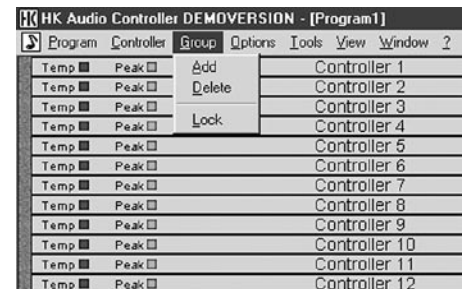 HK HK Audio Controller DEMOVERSION - [Program1]
Program Controller Group Options Tools View Window ?
Add
Delete
Lock
Temp Peak Controller 1
Temp Peak Controller 2
Temp Peak Controller 3
Temp Peak Controller 4
Temp Peak Controller 5
Temp Peak Controller 6
Temp Peak Controller 7
Temp Peak Controller 8
Temp Peak Controller 9
Temp Peak Controller 10
Temp Peak Controller 11
Temp Peak Controller 12